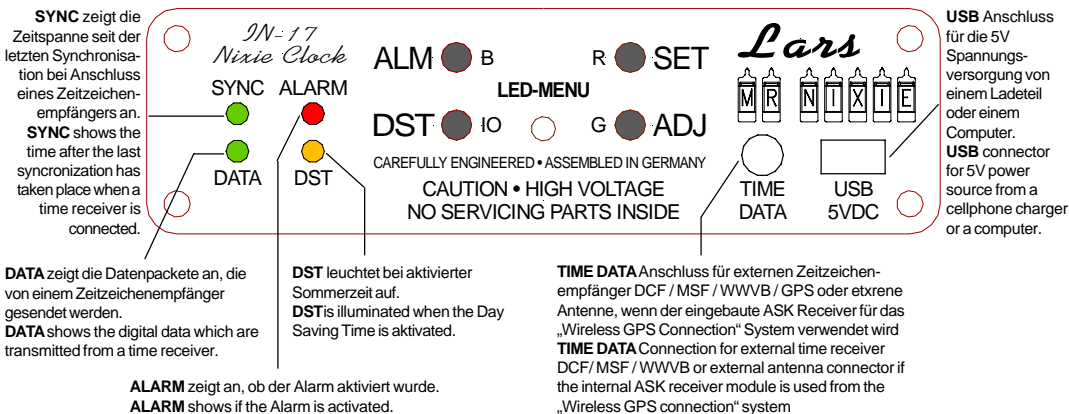 SYNC zeigt die
Zeitspanne seit der
letzten Synchronisa-
tion bei Anschluss
eines Zeitzeichen-
empfängers an.
SYNC shows the
time after the last
syncronization has
taken place when a
time receiver is
connected.
IN-17
Nixie Clock
SYNC ALARM
DATA DST
ALM B R SET
LED-MENU
DST IO G ADJ
CAREFULLY ENGINEERED • ASSEMBLED IN GERMANY
CAUTION • HIGH VOLTAGE
NO SERVICING PARTS INSIDE
Lars
MR NIXIE
TIME
DATA
USB
5VDC
USB Anschluss
für die 5V
Spannungs-
versorgung von
einem Ladeteil
oder einem
Computer.
USB connector
for 5V power
source from a
cellphone charger
or a computer.
DATA zeigt die Datenpackete an, die
von einem Zeitzeichenempfänger
gesendet werden.
DATA shows the digital data which are
transmitted from a time receiver.
DST leuchtet bei aktivierter
Sommerzeit auf.
DST is illuminated when the Day
Saving Time is activated.
TIME DATA Anschluss für externen Zeitzeichen-
empfänger DCF / MSF / WWVB / GPS oder etxrene
Antenne, wenn der eingebaute ASK Receiver für das
„Wireless GPS Connection“ System verwendet wird
TIME DATA Connection for external time receiver
DCF/ MSF / WWVB or external antenna connector if
the internal ASK receiver module is used from the
„Wireless GPS connection“ system
ALARM zeigt an, ob der Alarm aktiviert wurde.
ALARM shows if the Alarm is activated.